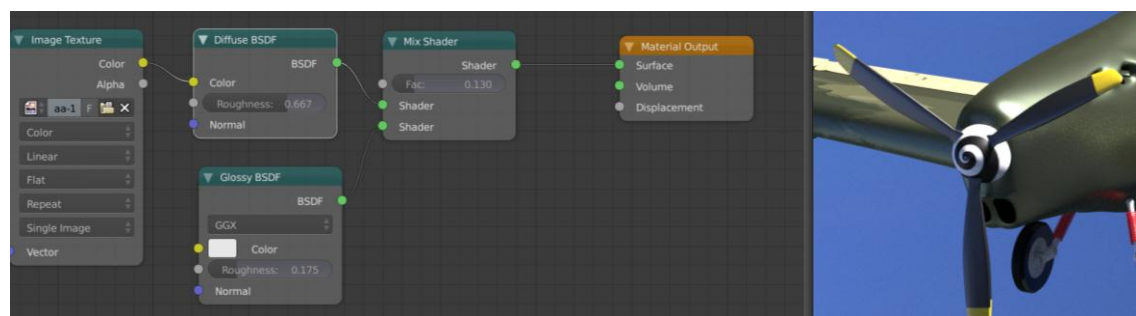 Image Texture
Color
Alpha
aa-1 F
Color
Linear
Flat
Repeat
Single Image
Vector
Diffuse BSDF
BSDF
Color
Roughness: 0.667
Normal
Glossy BSDF
BSDF
GGX
Color
Roughness: 0.175
Normal
Mix Shader
Shader
Fac: 0.130
Shader
Shader
Material Output
Surface
Volume
Displacement